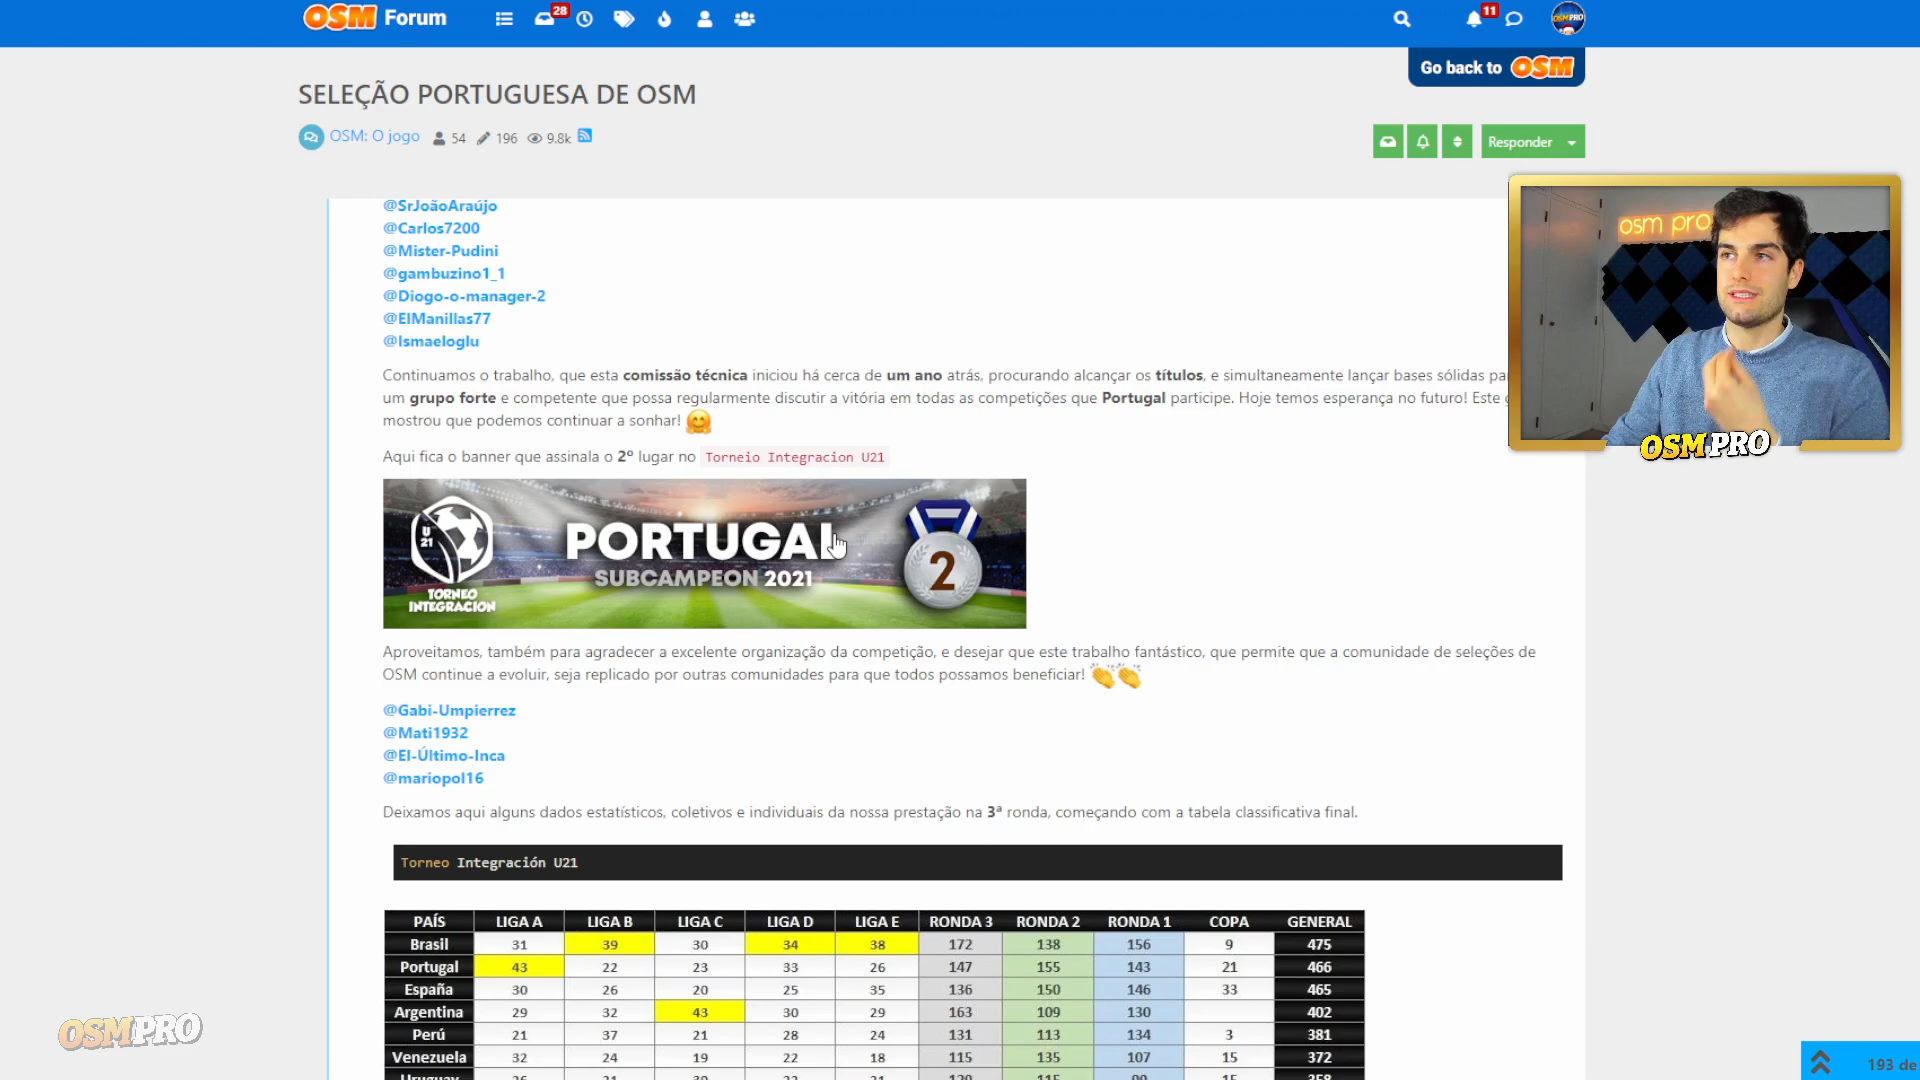 OSM Forum
28
11
OSMPRO
Go back to OSM
SELEÇÃO PORTUGUESA DE OSM
OSM: O jogo 54 196 9.8k
Responder
osm pro
OSM PRO
@SrJoãoAraújo
@Carlos7200
@Mister-Pudini
@gambuzino1_1
@Diogo-o-manager-2
@ElManillas77
@Ismaeloglu
Continuamos o trabalho, que esta comissão técnica iniciou há cerca de um ano atrás, procurando alcançar os títulos, e simultaneamente lançar bases sólidas
um grupo forte e competente que possa regularmente discutir a vitória em todas as competições que Portugal participe. Hoje temos esperança no futuro! Este
mostrou que podemos continuar a sonhar!
Aqui fica o banner que assinala o 2º lugar no Torneio Integracion U21
U 21
TORNEO
INTEGRACION
PORTUGAL
SUBCAMPEON 2021
2
Aproveitamos, também para agradecer a excelente organização da competição, e desejar que este trabalho fantástico, que permite que a comunidade de seleções de
OSM continue a evoluir, seja replicado por outras comunidades para que todos possamos beneficiar!
@Gabi-Umpierrez
@Mati1932
@El-Último-Inca
@mariopol16
Deixamos aqui alguns dados estatísticos, coletivos e individuais da nossa prestação na 3ª ronda, começando com a tabela classificativa final.
Torneo Integración U21
PAÍS LIGA A LIGA B LIGA C LIGA D LIGA E RONDA 3 RONDA 2 RONDA 1 COPA GENERAL
Brasil 31 39 30 34 38 172 138 156 9 475
Portugal 43 22 23 33 26 147 155 143 21 466
España 30 26 20 25 35 136 150 146 33 465
Argentina 29 32 43 30 29 163 109 130 402
Perú 21 37 21 28 24 131 113 134 3 381
Venezuela 32 24 19 22 18 115 135 107 15 372
Uruguay
OSMPRO
193 de